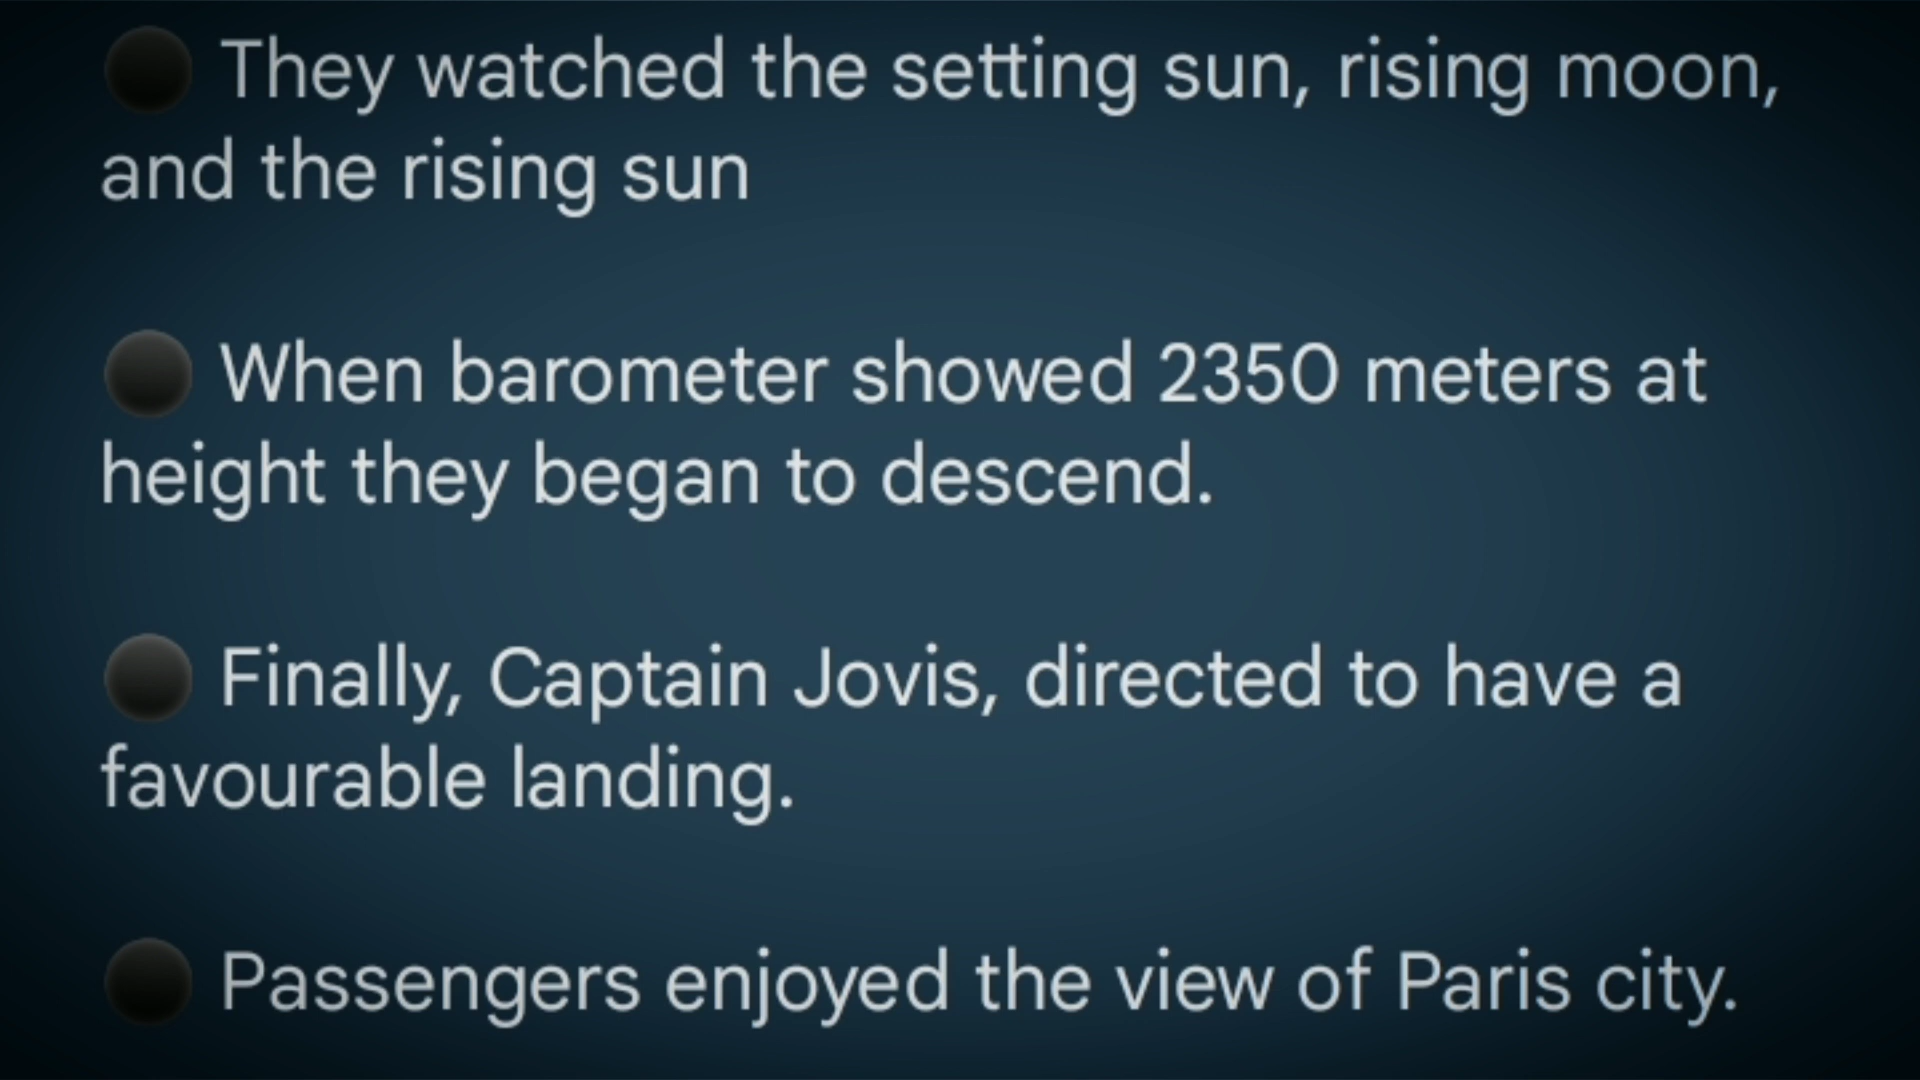 ● They watched the setting sun, rising moon,
and the rising sun
● When barometer showed 2350 meters at
height they began to descend.
● Finally, Captain Jovis, directed to have a
favourable landing.
● Passengers enjoyed the view of Paris city.